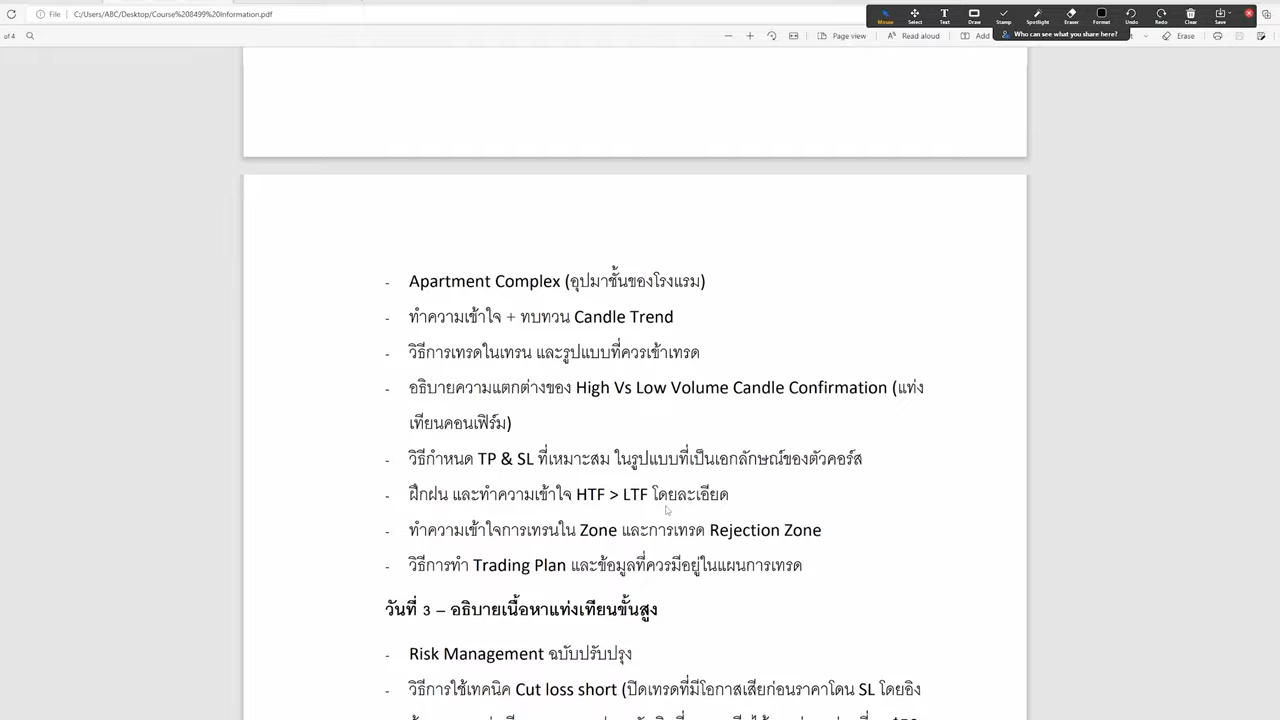 File C:/Users/ABC/Desktop/Course%208499%20Information.pdf
Mouse Select Text Draw Stamp Spotlight Eraser Format Undo Redo Clear Save
Who can see what you share here?
of 4 Page view Read aloud Add Erase
- Apartment Complex (อุปมาชั้นของโรงแรม)
- ทำความเข้าใจ + ทบทวน Candle Trend
- วิธีการเทรดในเทรน และรูปแบบที่ควรเข้าเทรด
- อธิบายความแตกต่างของ High Vs Low Volume Candle Confirmation (แท่ง
เทียนคอนเฟิร์ม)
- วิธีกำหนด TP & SL ที่เหมาะสม ในรูปแบบที่เป็นเอกลักษณ์ของตัวคอร์ส
- ฝึกฝน และทำความเข้าใจ HTF > LTF โดยละเอียด
- ทำความเข้าใจการเทรนใน Zone และการเทรด Rejection Zone
- วิธีการทำ Trading Plan และข้อมูลที่ควรมีอยู่ในแผนการเทรด
วันที่ 3 – อธิบายเนื้อหาแท่งเทียนขั้นสูง
- Risk Management ฉบับปรับปรุง
- วิธีการใช้เทคนิค Cut loss short (ปิดเทรดที่มีโอกาสเสียก่อนราคาโดน SL โดยอิง